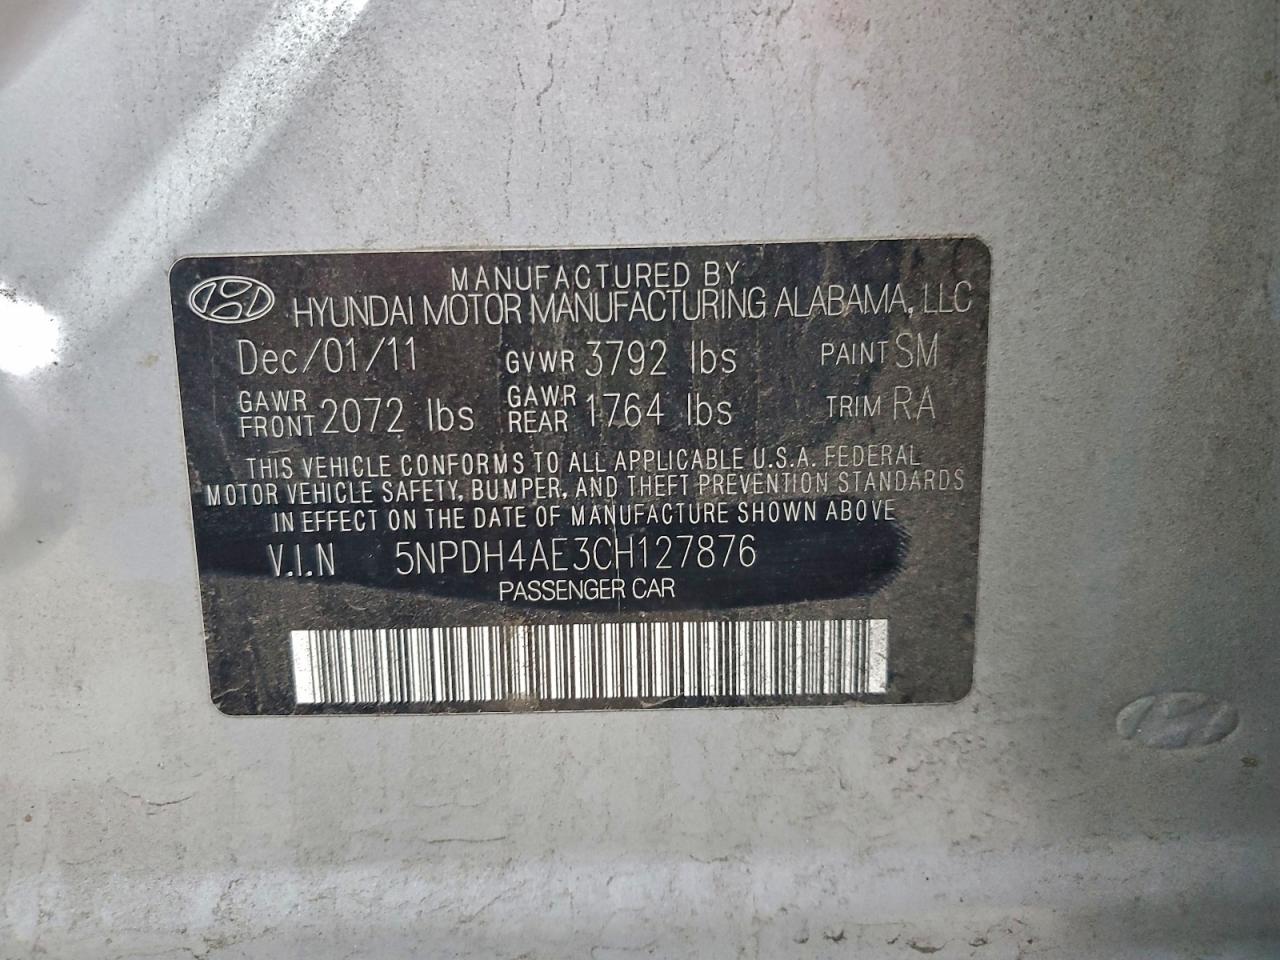 MANUFACTURED BY
HYUNDAI MOTOR MANUFACTURING ALABAMA, LLC
Dec/01/11 GVWR 3792 lbs PAINT SM
GAWR FRONT 2072 lbs GAWR REAR 1764 lbs TRIM RA
THIS VEHICLE CONFORMS TO ALL APPLICABLE U.S.A. FEDERAL
MOTOR VEHICLE SAFETY, BUMPER, AND THEFT PREVENTION STANDARDS
IN EFFECT ON THE DATE OF MANUFACTURE SHOWN ABOVE
V.I.N 5NPDH4AE3CH127876
PASSENGER CAR